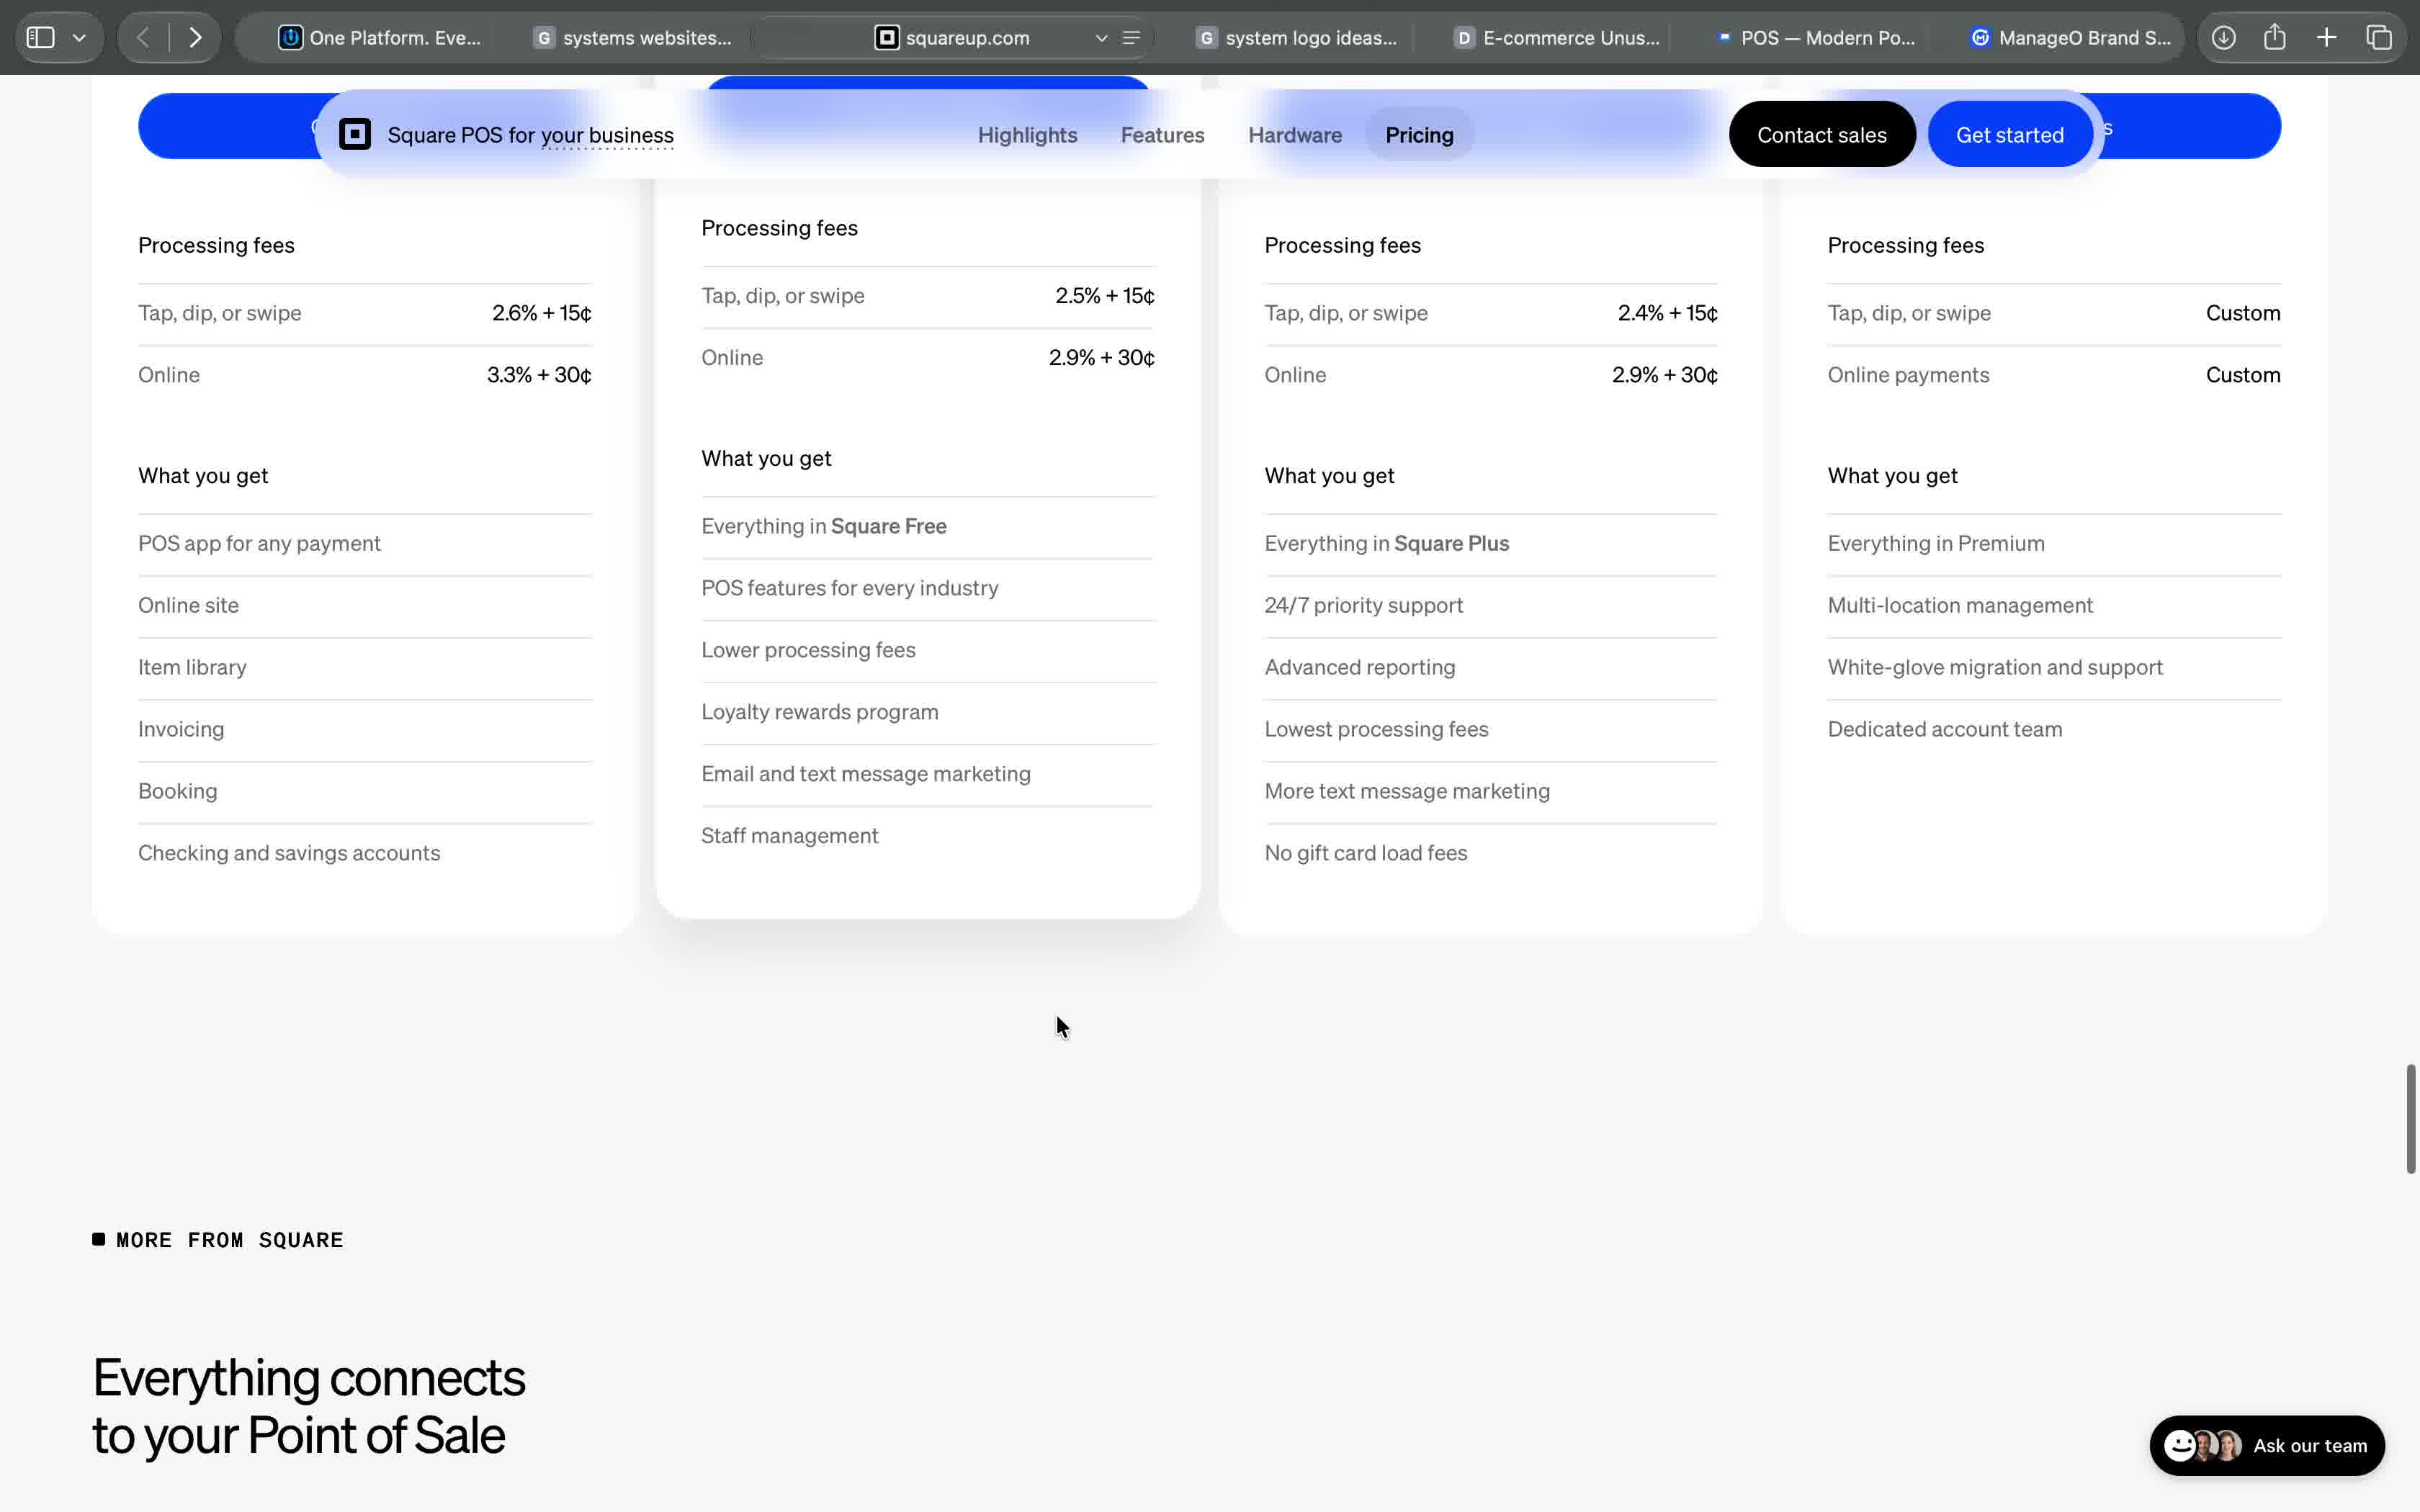 One Platform. Eve...
systems websites...
squareup.com
system logo ideas...
E-commerce Unus...
POS — Modern Po...
ManageO Brand S...
Square POS for your business
Highlights
Features
Hardware
Pricing
Contact sales
Get started
Processing fees
Tap, dip, or swipe 2.6% + 15¢
Online 3.3% + 30¢
What you get
POS app for any payment
Online site
Item library
Invoicing
Booking
Checking and savings accounts
Processing fees
Tap, dip, or swipe 2.5% + 15¢
Online 2.9% + 30¢
What you get
Everything in Square Free
POS features for every industry
Lower processing fees
Loyalty rewards program
Email and text message marketing
Staff management
Processing fees
Tap, dip, or swipe 2.4% + 15¢
Online 2.9% + 30¢
What you get
Everything in Square Plus
24/7 priority support
Advanced reporting
Lowest processing fees
More text message marketing
No gift card load fees
Processing fees
Tap, dip, or swipe Custom
Online payments Custom
What you get
Everything in Premium
Multi-location management
White-glove migration and support
Dedicated account team
MORE FROM SQUARE
Everything connects
to your Point of Sale
Ask our team